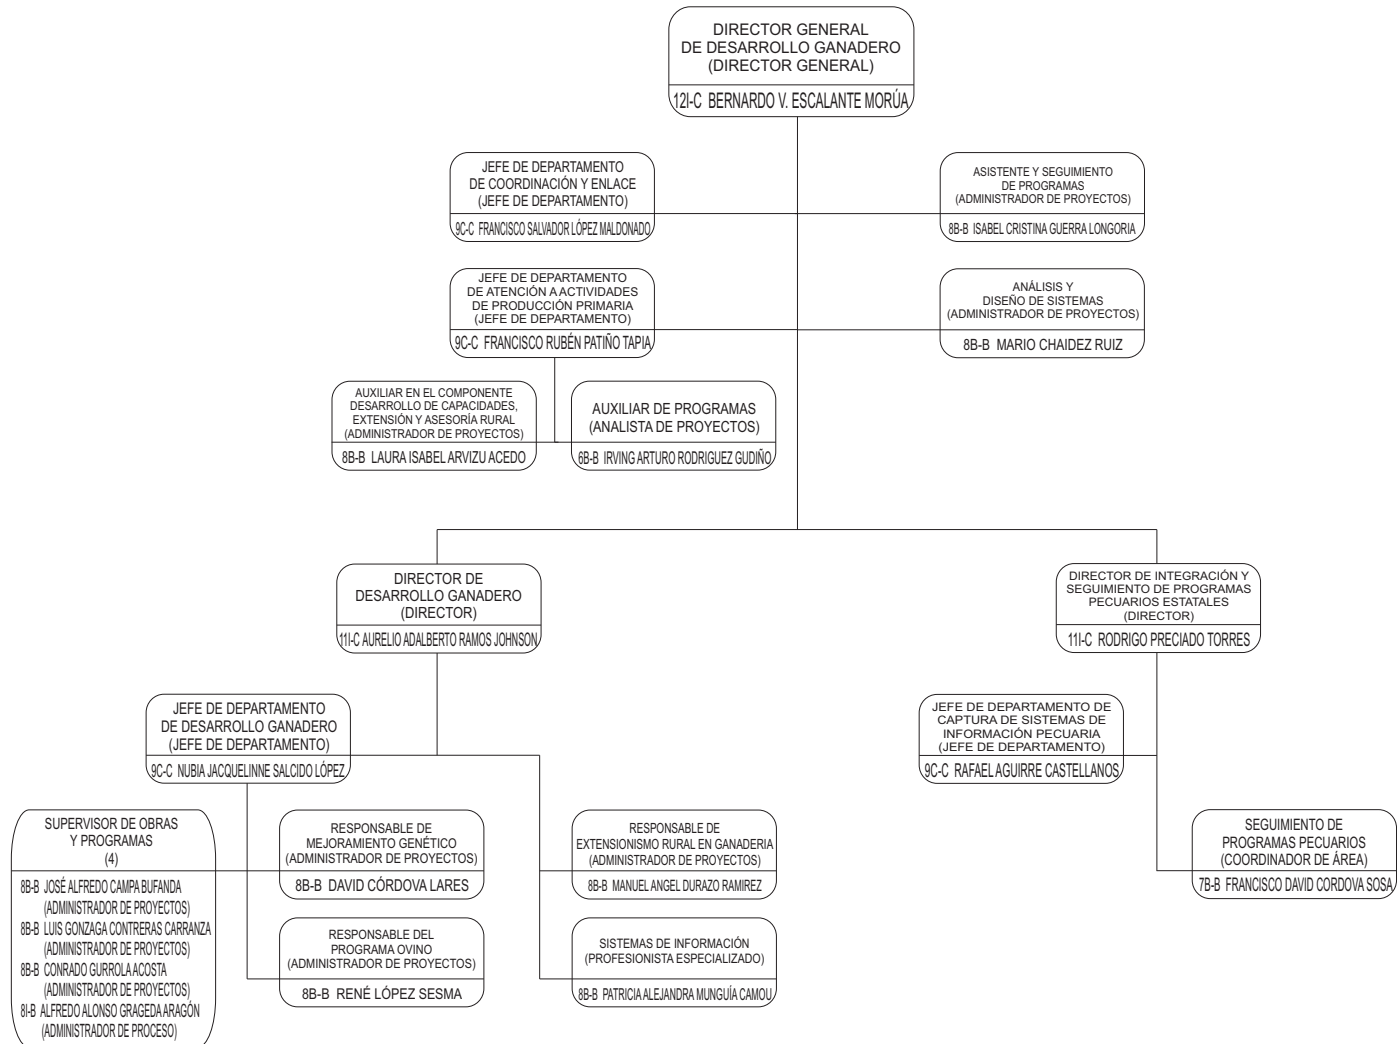 DIRECTOR GENERAL
DE DESARROLLO GANADERO
(DIRECTOR GENERAL)
12I-C BERNARDO V. ESCALANTE MORÚA
JEFE DE DEPARTAMENTO
DE COORDINACIÓN Y ENLACE
(JEFE DE DEPARTAMENTO)
9C-C FRANCISCO SALVADOR LÓPEZ MALDONADO
ASISTENTE Y SEGUIMIENTO
DE PROGRAMAS
(ADMINISTRADOR DE PROYECTOS)
8B-B ISABEL CRISTINA GUERRA LONGORIA
JEFE DE DEPARTAMENTO
DE ATENCIÓN A ACTIVIDADES
DE PRODUCCIÓN PRIMARIA
(JEFE DE DEPARTAMENTO)
9C-C FRANCISCO RUBÉN PATIÑO TAPIA
ANÁLISIS Y
DISEÑO DE SISTEMAS
(ADMINISTRADOR DE PROYECTOS)
8B-B MARIO CHAIDEZ RUIZ
AUXILIAR EN EL COMPONENTE
DESARROLLO DE CAPACIDADES,
EXTENSIÓN Y ASESORÍA RURAL
(ADMINISTRADOR DE PROYECTOS)
8B-B LAURA ISABEL ARVIZU ACEDO
AUXILIAR DE PROGRAMAS
(ANALISTA DE PROYECTOS)
6B-B IRVING ARTURO RODRIGUEZ GUDIÑO
DIRECTOR DE
DESARROLLO GANADERO
(DIRECTOR)
11I-C AURELIO ADALBERTO RAMOS JOHNSON
DIRECTOR DE INTEGRACIÓN Y
SEGUIMIENTO DE PROGRAMAS
PECUARIOS ESTATALES
(DIRECTOR)
11I-C RODRIGO PRECIADO TORRES
JEFE DE DEPARTAMENTO
DE DESARROLLO GANADERO
(JEFE DE DEPARTAMENTO)
9C-C NUBIA JACQUELINNE SALCIDO LÓPEZ
JEFE DE DEPARTAMENTO DE
CAPTURA DE SISTEMAS DE
INFORMACIÓN PECUARIA
(JEFE DE DEPARTAMENTO)
9C-C RAFAEL AGUIRRE CASTELLANOS
SUPERVISOR DE OBRAS
Y PROGRAMAS
(4)
8B-B JOSÉ ALFREDO CAMPA BUFANDA
(ADMINISTRADOR DE PROYECTOS)
8B-B LUIS GONZAGA CONTRERAS CARRANZA
(ADMINISTRADOR DE PROYECTOS)
8B-B CONRADO GURROLA ACOSTA
(ADMINISTRADOR DE PROYECTOS)
8I-B ALFREDO ALONSO GRAGEDA ARAGÓN
(ADMINISTRADOR DE PROCESO)
RESPONSABLE DE
MEJORAMIENTO GENÉTICO
(ADMINISTRADOR DE PROYECTOS)
8B-B DAVID CÓRDOVA LARES
RESPONSABLE DE
EXTENSIONISMO RURAL EN GANADERIA
(ADMINISTRADOR DE PROYECTOS)
8B-B MANUEL ANGEL DURAZO RAMIREZ
SEGUIMIENTO DE
PROGRAMAS PECUARIOS
(COORDINADOR DE ÁREA)
7B-B FRANCISCO DAVID CORDOVA SOSA
RESPONSABLE DEL
PROGRAMA OVINO
(ADMINISTRADOR DE PROYECTOS)
8B-B RENÉ LÓPEZ SESMA
SISTEMAS DE INFORMACIÓN
(PROFESIONISTA ESPECIALIZADO)
8B-B PATRICIA ALEJANDRA MUNGUÍA CAMOU